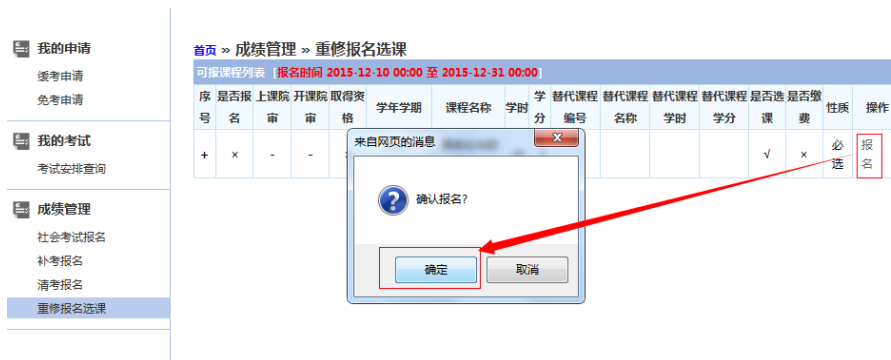 我的申请
缓考申请
免考申请
我的考试
考试安排查询
成绩管理
社会考试报名
补考报名
清考报名
重修报名选课
首页 » 成绩管理 » 重修报名选课
可报课程列表 [报名时间 2015-12-10 00:00 至 2015-12-31 00:00]
序号 是否报名 上课院审 开课院审 取得资格 学年学期 课程名称 学时 学分 替代课程编号 替代课程名称 替代课程学时 替代课程学分 是否选课 是否缴费 性质 操作
+ × - - √ × 必选 报名
来自网页的消息
确认报名?
确定 取消